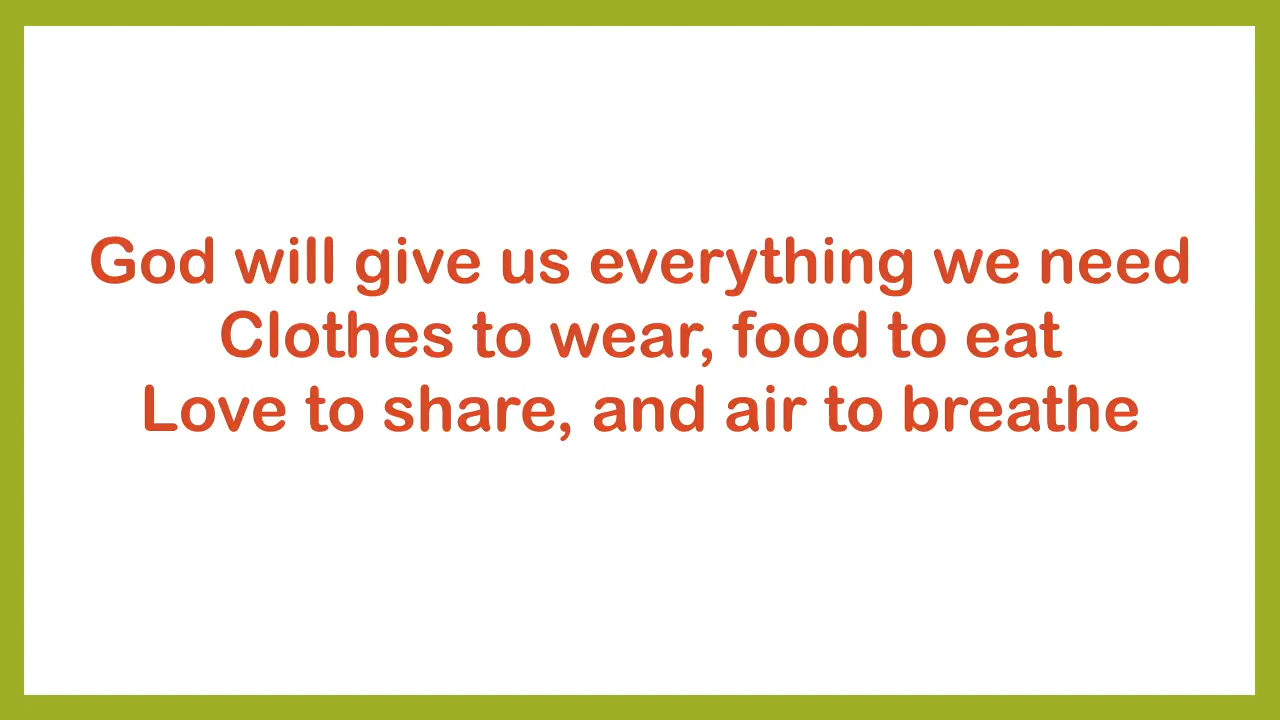 God will give us everything we need
Clothes to wear, food to eat
Love to share, and air to breathe